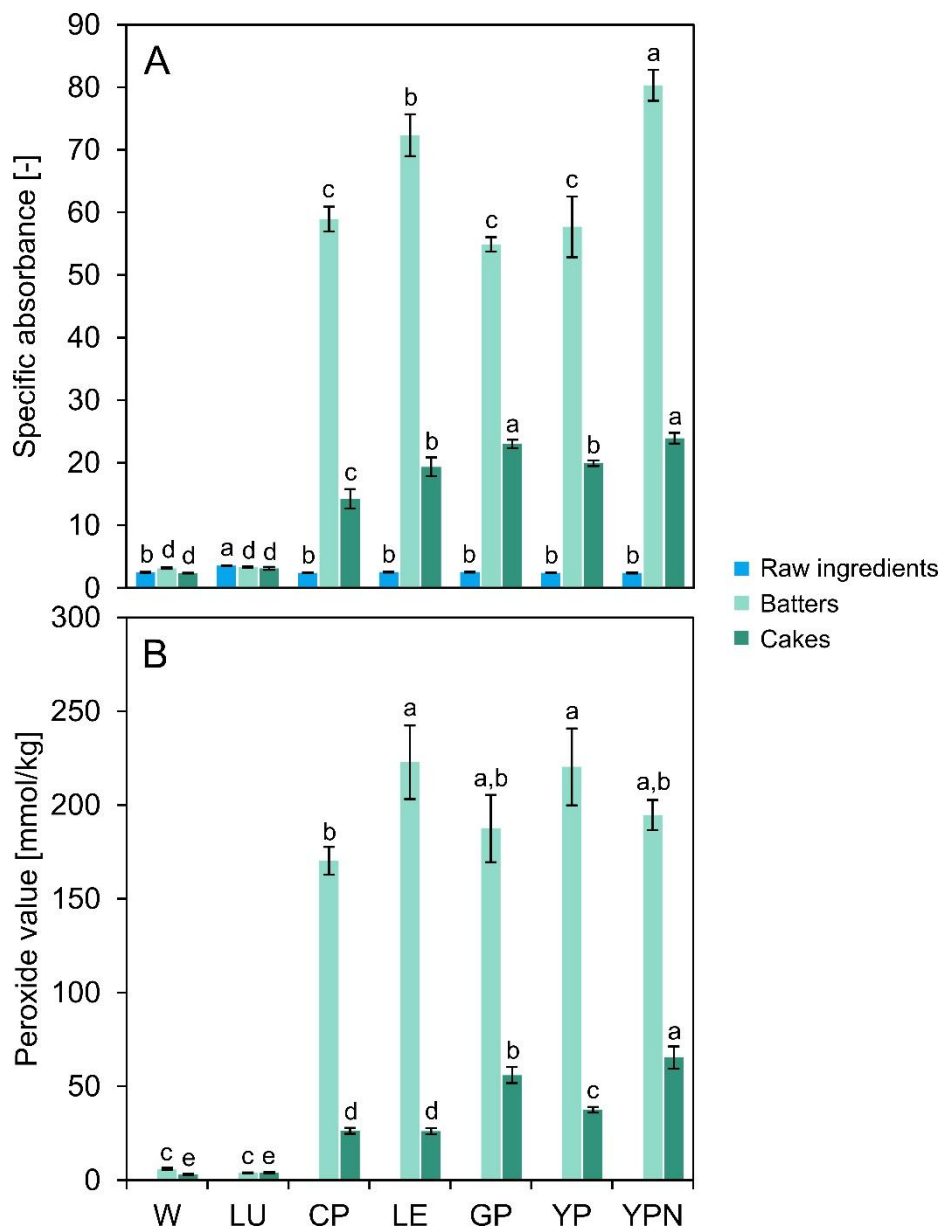 A
Specific absorbance [-]
90
80
70
60
50
40
30
20
10
0
b d d
a d d
b c c
b b b
b c a
b c b
b a a
Raw ingredients
Batters
Cakes
B
Peroxide value [mmol/kg]
300
250
200
150
100
50
0
c e
c e
b d
a d
a,b b
a c
a,b a
W LU CP LE GP YP YPN